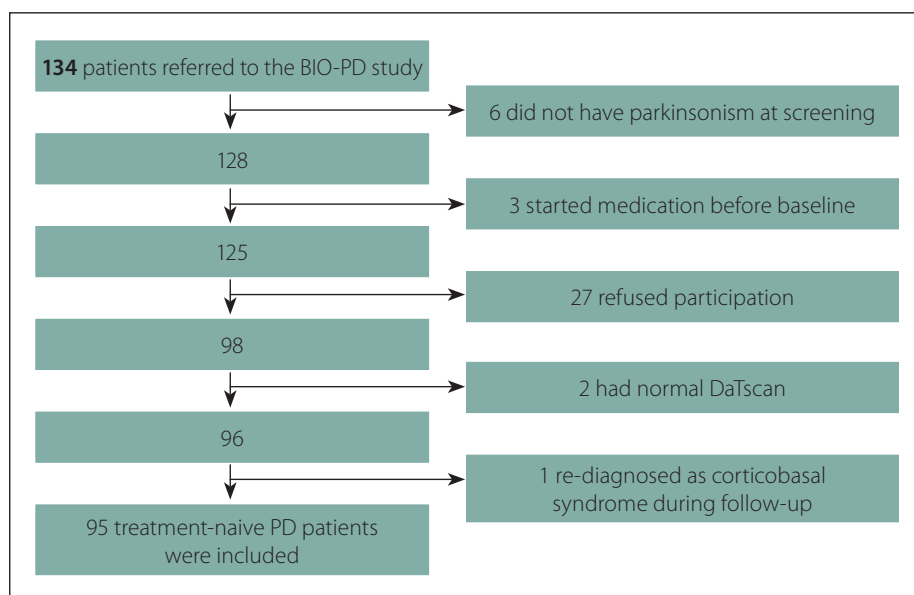 134 patients referred to the BIO-PD study
6 did not have parkinsonism at screening
128
3 started medication before baseline
125
27 refused participation
98
2 had normal DaTscan
96
1 re-diagnosed as corticobasal
syndrome during follow-up
95 treatment-naive PD patients
were included